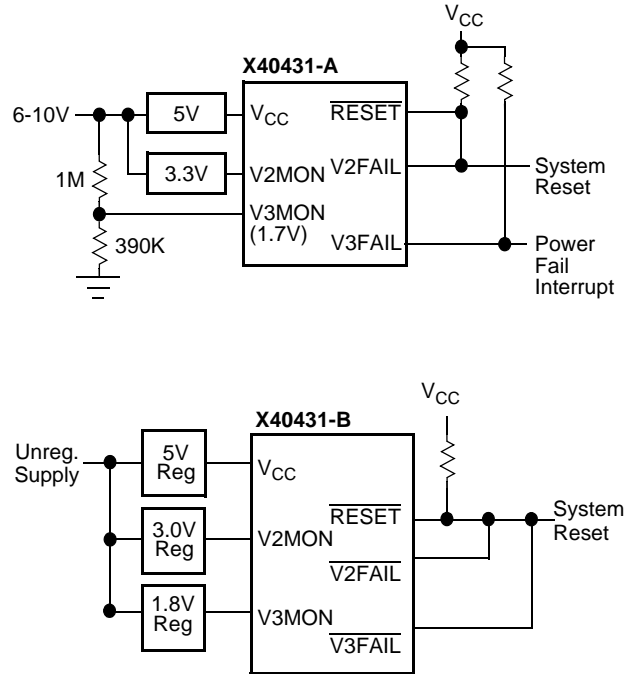 VCC
X40431-A
6-10V
5V
VCC
RESET
3.3V
V2MON
V2FAIL
System
Reset
1M
V3MON
(1.7V)
390K
V3FAIL
Power
Fail
Interrupt
VCC
X40431-B
Unreg.
Supply
5V
Reg
VCC
RESET
System
Reset
3.0V
Reg
V2MON
V2FAIL
1.8V
Reg
V3MON
V3FAIL